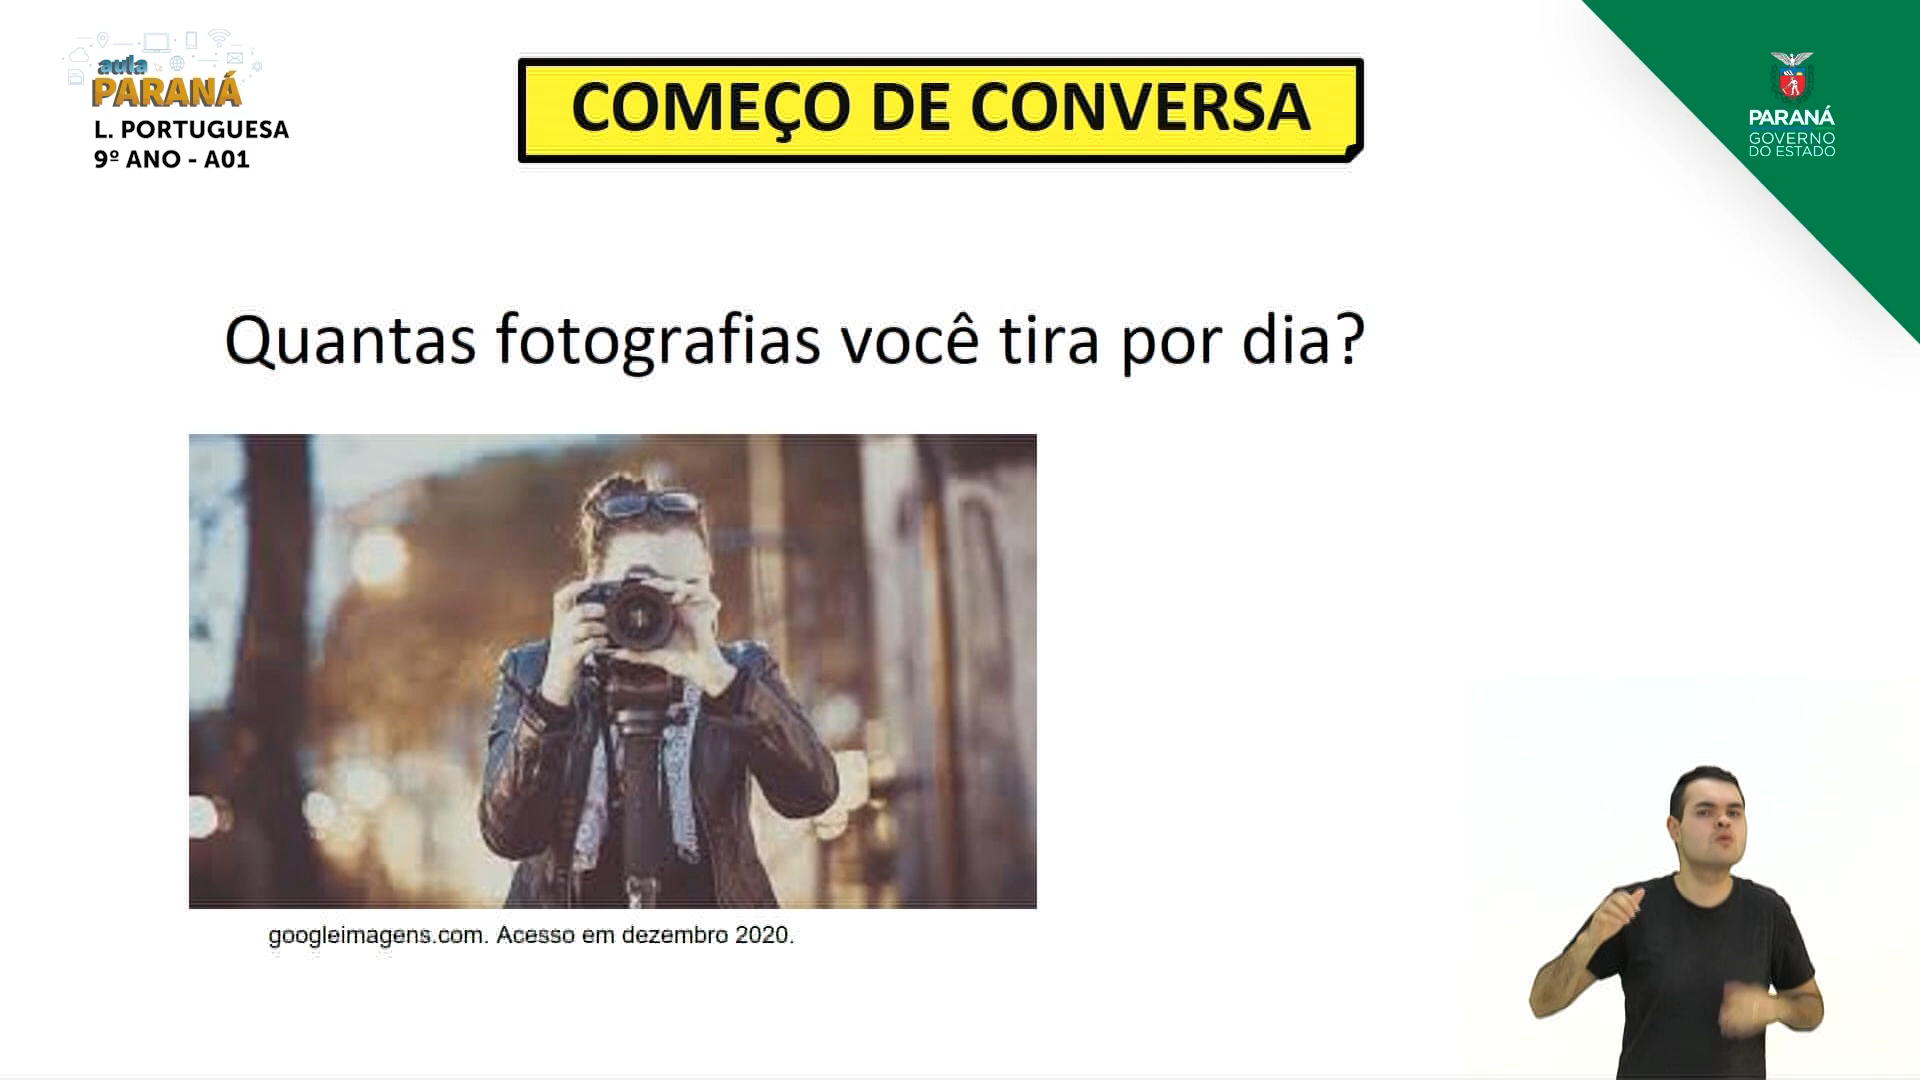 aula
PARANÁ
L. PORTUGUESA
9º ANO - A01
COMEÇO DE CONVERSA
PARANÁ
GOVERNO
DO ESTADO
Quantas fotografias você tira por dia?
googleimagens.com. Acesso em dezembro 2020.